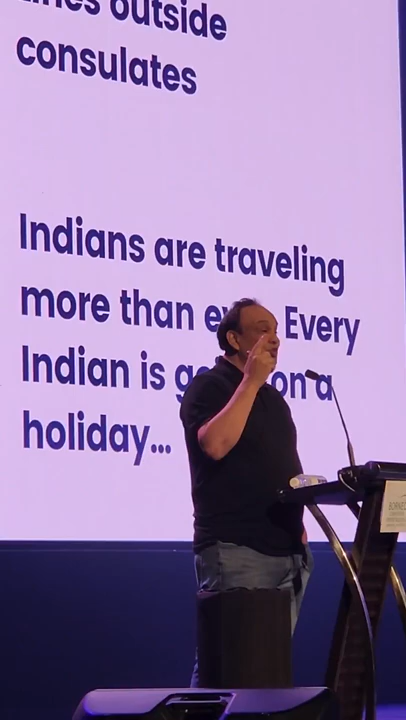 outside
consulates
Indians are traveling
more than Every
Indian is on a
holiday...